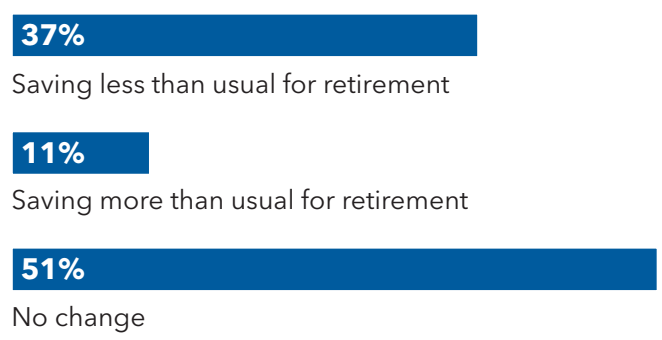 37%
Saving less than usual for retirement
11%
Saving more than usual for retirement
51%
No change